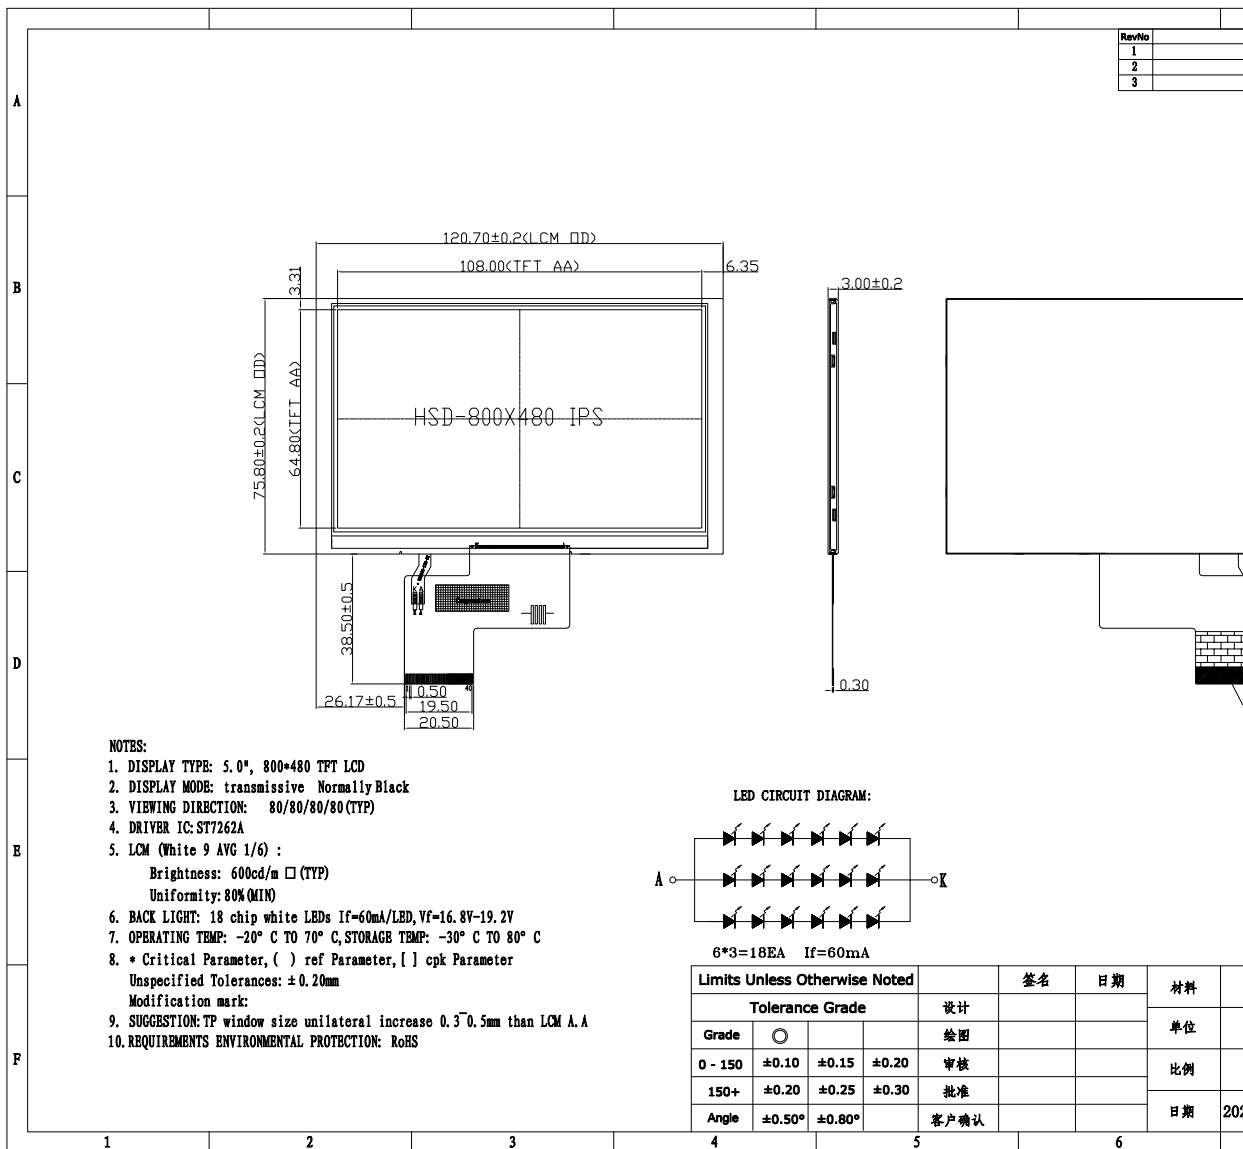 RevNo
1
2
3
A
B
C
D
E
F
120.70±0.2(LCM OD)
108.00(TFT AA)
6.35
3.31
75.80±0.2(LCM OD)
64.80(TFT AA)
HSD-800X480 IPS
3.00±0.2
38.50±0.5
1
40
0.50
26.17±0.5
19.50
20.50
0.30
NOTES:
1. DISPLAY TYPE: 5.0", 800*480 TFT LCD
2. DISPLAY MODE: transmissive Normally Black
3. VIEWING DIRECTION: 80/80/80/80(TYP)
4. DRIVER IC:ST7262A
5. LCM (White 9 AVG 1/6) :
Brightness: 600cd/m □ (TYP)
Uniformity:80%(MIN)
6. BACK LIGHT: 18 chip white LEDs If=60mA/LED,Vf=16.8V-19.2V
7. OPERATING TEMP: -20° C TO 70° C,STORAGE TEMP: -30° C TO 80° C
8. * Critical Parameter,( ) ref Parameter,[ ] cpk Parameter
Unspecified Tolerances: ±0.20mm
Modification mark:
9. SUGGESTION:TP window size unilateral increase 0.3~0.5mm than LCM A.A
10.REQUIREMENTS ENVIRONMENTAL PROTECTION: RoHS
LED CIRCUIT DIAGRAM:
A
K
6*3=18EA If=60mA
Limits Unless Otherwise Noted 签名 日期 材料
Tolerance Grade 设计
Grade 绘图 单位
0 - 150 ±0.10 ±0.15 ±0.20 审核 比例
150+ ±0.20 ±0.25 ±0.30 批准
Angle ±0.50° ±0.80° 客户确认 日期 202
1 2 3 4 5 6